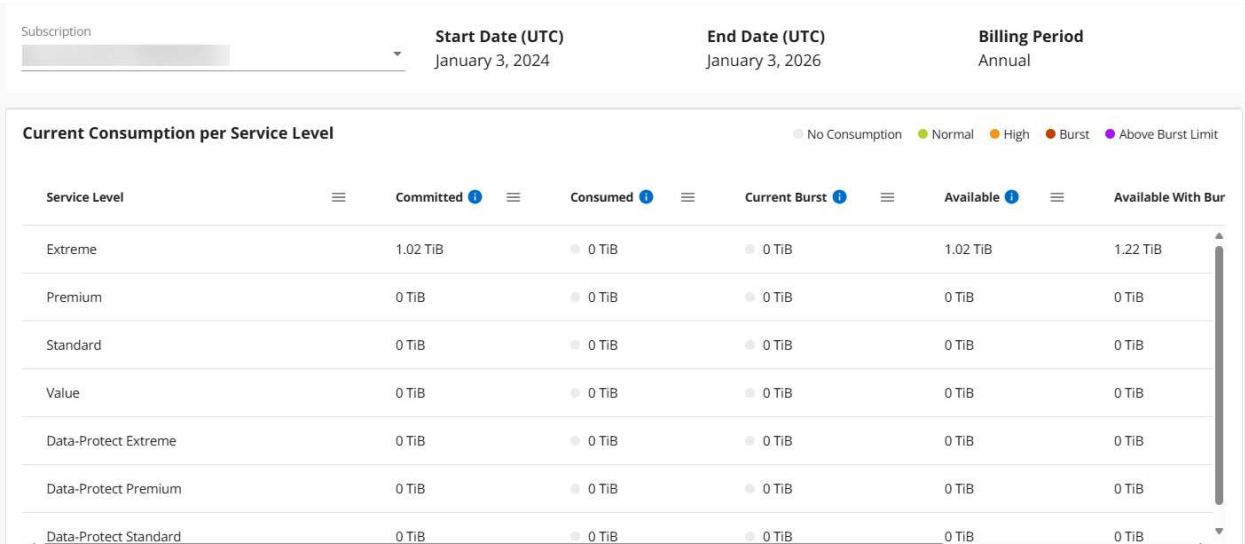 Subscription
Start Date (UTC) End Date (UTC) Billing Period
January 3, 2024 January 3, 2026 Annual
Current Consumption per Service Level
No Consumption Normal High Burst Above Burst Limit
Service Level Committed Consumed Current Burst Available Available With Bur
Extreme 1.02 TiB 0 TiB 0 TiB 1.02 TiB 1.22 TiB
Premium 0 TiB 0 TiB 0 TiB 0 TiB 0 TiB
Standard 0 TiB 0 TiB 0 TiB 0 TiB 0 TiB
Value 0 TiB 0 TiB 0 TiB 0 TiB 0 TiB
Data-Protect Extreme 0 TiB 0 TiB 0 TiB 0 TiB 0 TiB
Data-Protect Premium 0 TiB 0 TiB 0 TiB 0 TiB 0 TiB
Data-Protect Standard 0 TiB 0 TiB 0 TiB 0 TiB 0 TiB